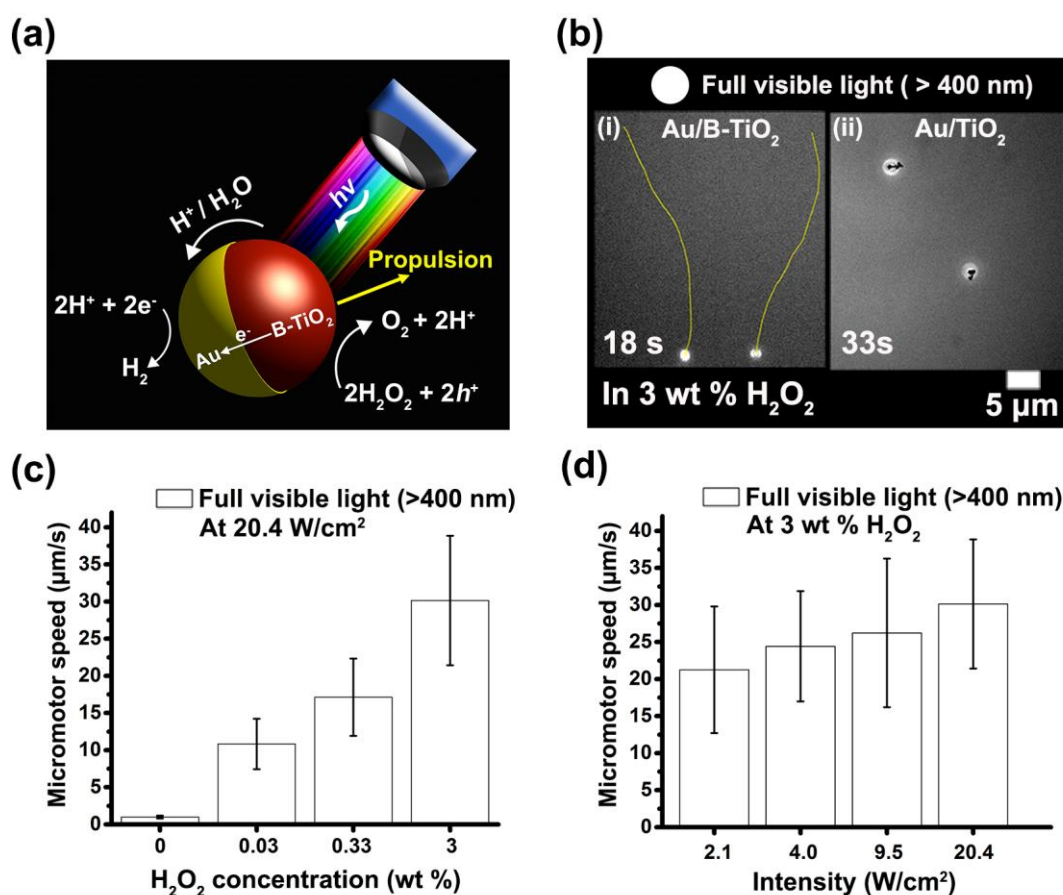 (a)
H⁺ / H₂O
hν
Propulsion
2H⁺ + 2e⁻
H₂
Au
e⁻
B-TiO₂
O₂ + 2H⁺
2H₂O₂ + 2h⁺
(b)
Full visible light ( > 400 nm)
(i)
Au/B-TiO₂
18 s
(ii)
Au/TiO₂
33s
In 3 wt % H₂O₂
5 µm
(c)
Full visible light (>400 nm)
At 20.4 W/cm²
Micromotor speed (µm/s)
40
35
30
25
20
15
10
5
0
0 0.03 0.33 3
H₂O₂ concentration (wt %)
(d)
Full visible light (>400 nm)
At 3 wt % H₂O₂
Micromotor speed (µm/s)
40
35
30
25
20
15
10
5
0
2.1 4.0 9.5 20.4
Intensity (W/cm²)